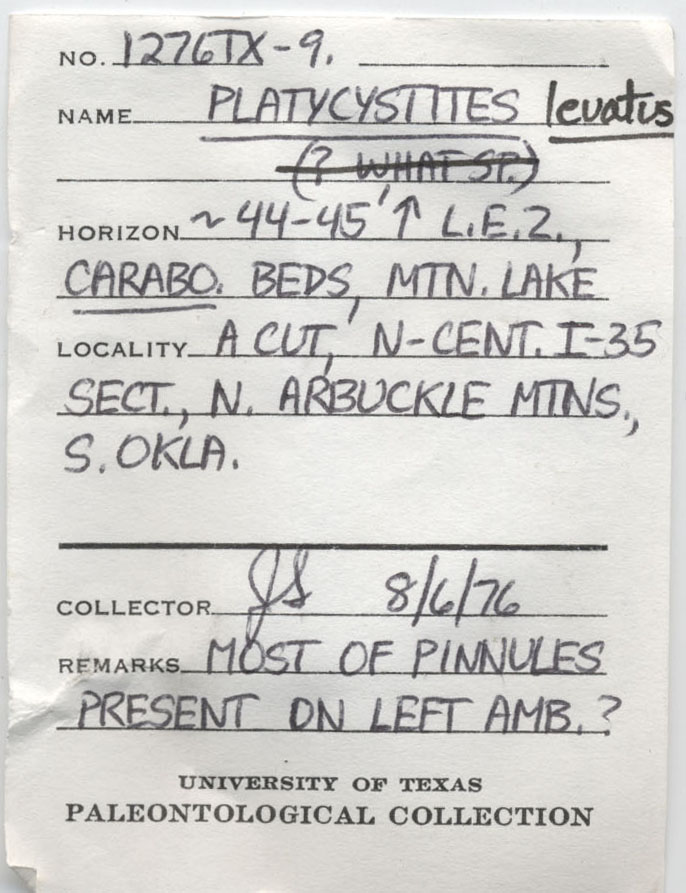 NO. 1276TX-9.
NAME PLATYCYSTITES levatus
(? WHAT SP.)
HORIZON ~ 44-45' ↑ L.E.Z.,
CARABO. BEDS, MTN. LAKE
LOCALITY A CUT, N-CENT. I-35
SECT., N. ARBUCKLE MTNS.,
S. OKLA.
COLLECTOR JS 8/6/76
REMARKS MOST OF PINNULES
PRESENT ON LEFT AMB.?
UNIVERSITY OF TEXAS
PALEONTOLOGICAL COLLECTION